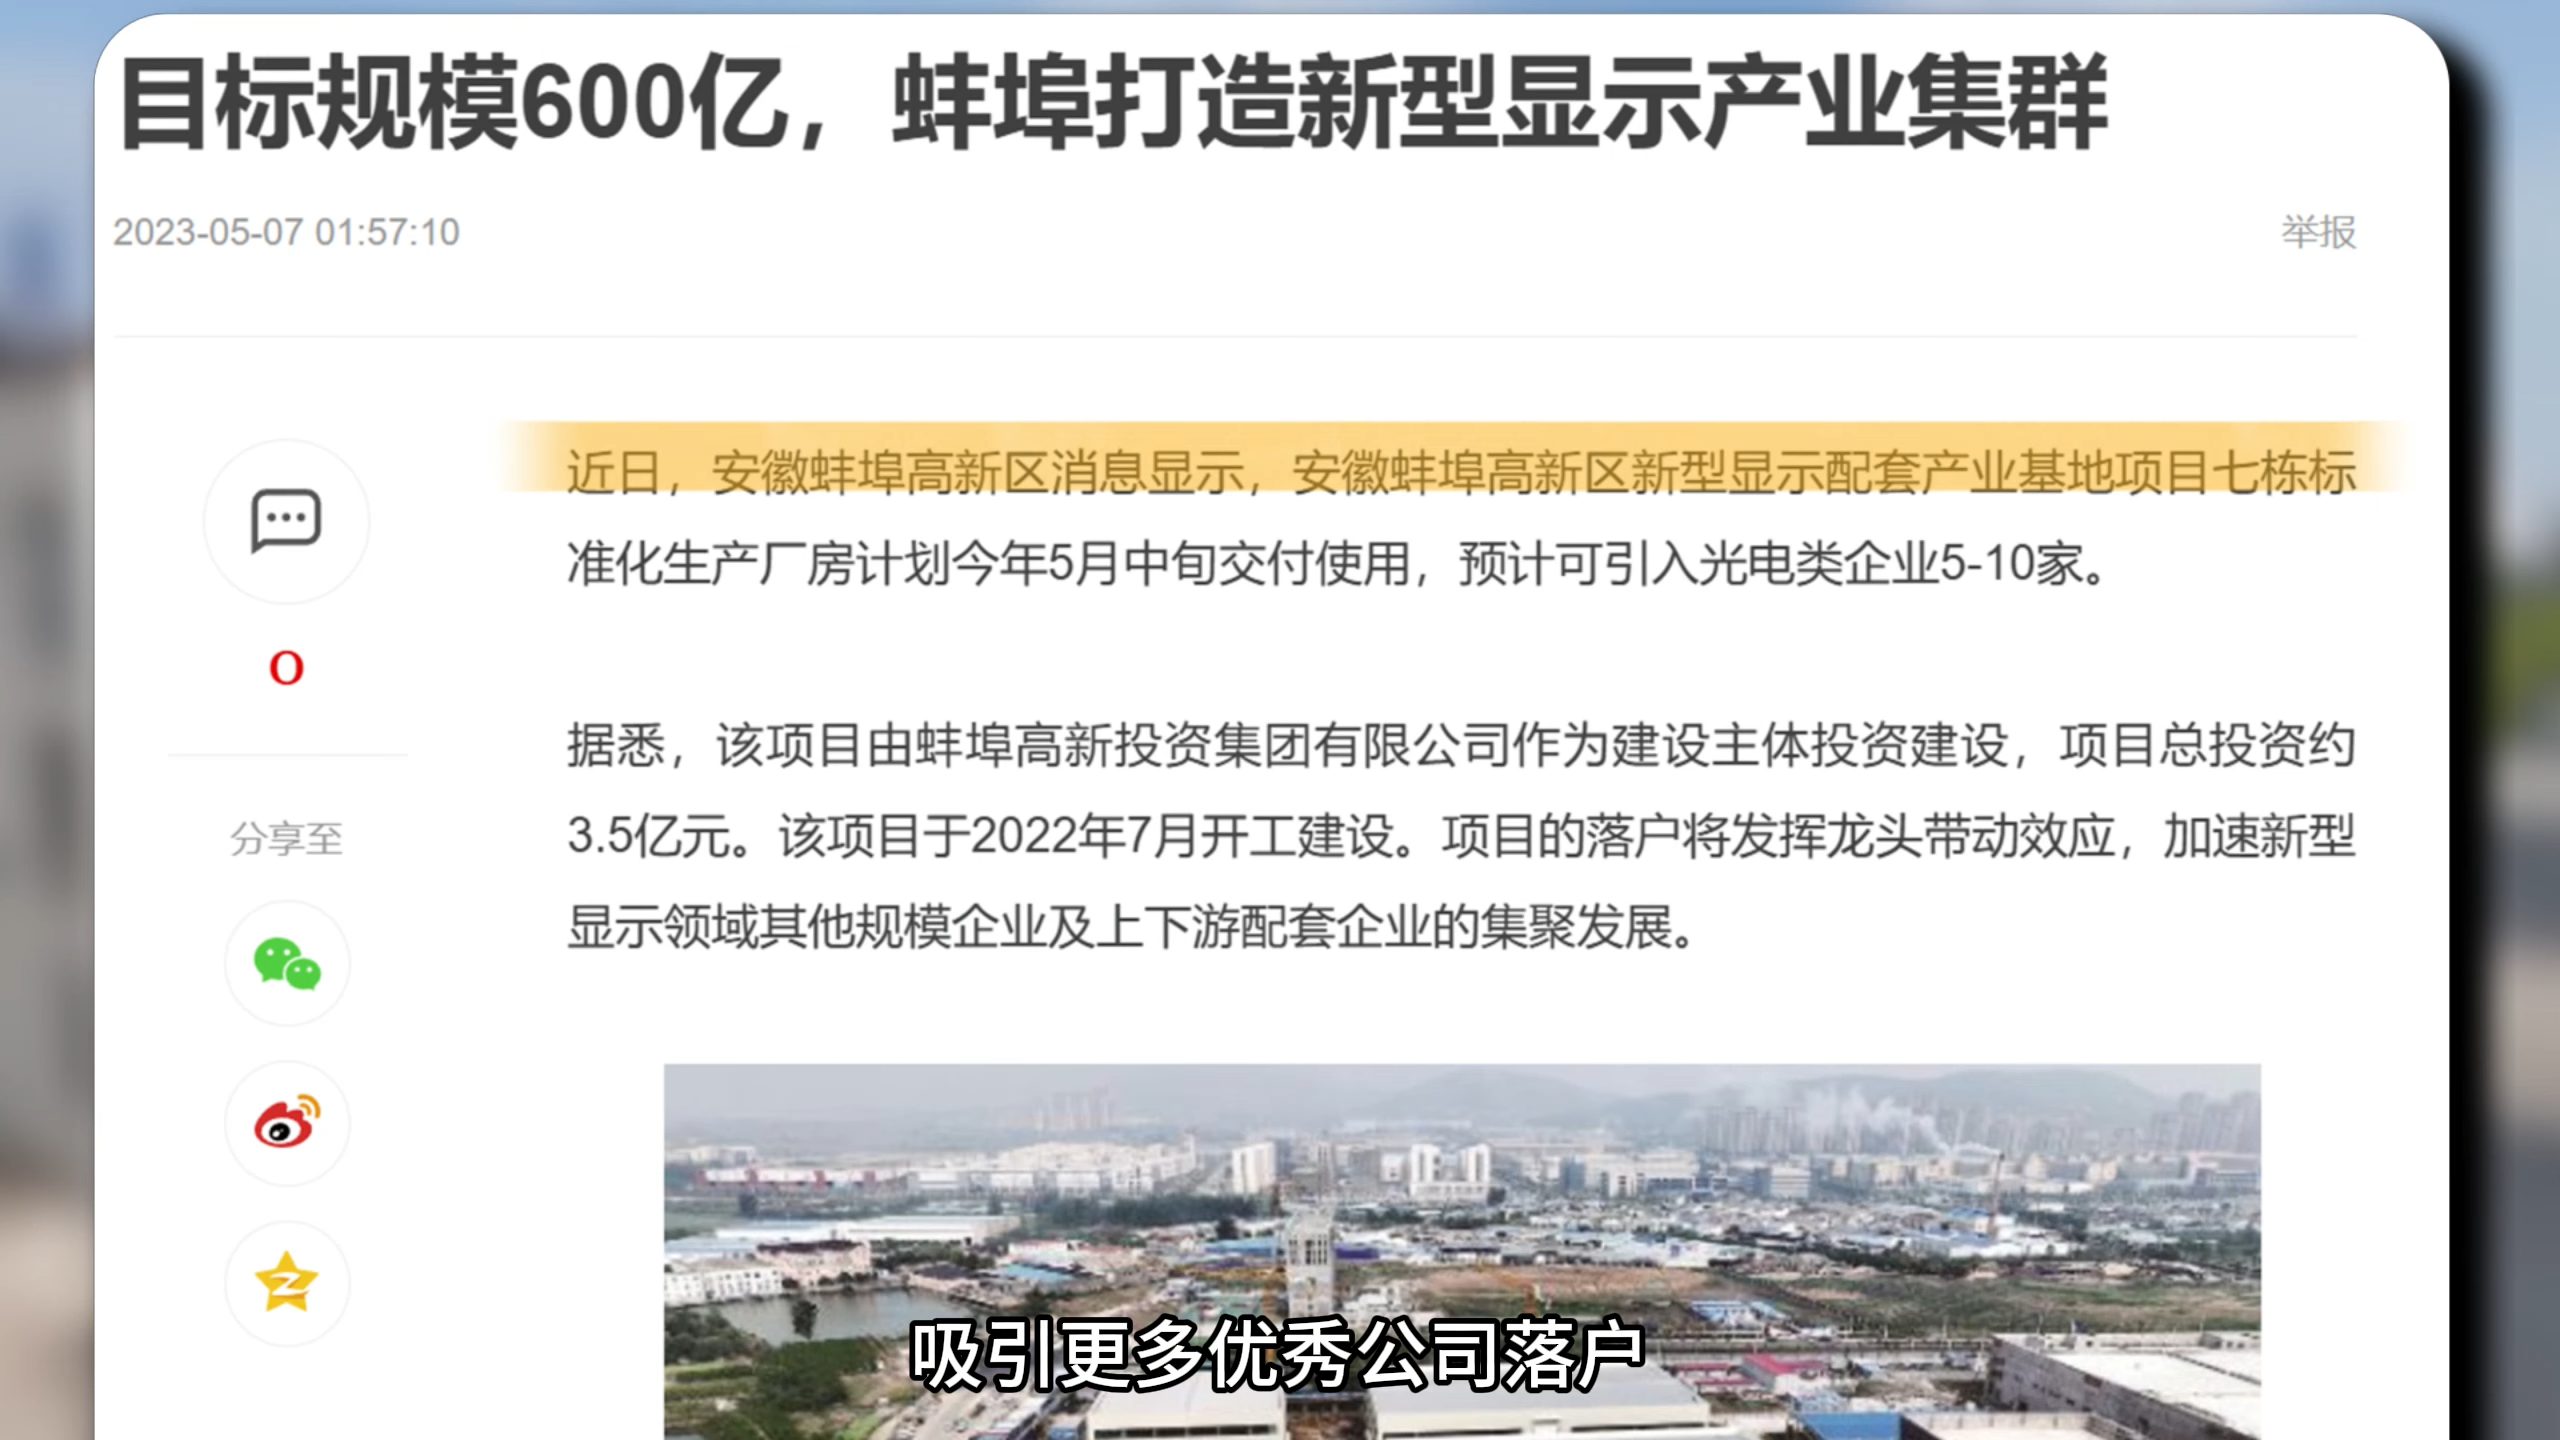 目标规模600亿，蚌埠打造新型显示产业集群
2023-05-07 01:57:10
举报
近日，安徽蚌埠高新区消息显示，安徽蚌埠高新区新型显示配套产业基地项目七栋标
准化生产厂房计划今年5月中旬交付使用，预计可引入光电类企业5-10家。
0
据悉，该项目由蚌埠高新投资集团有限公司作为建设主体投资建设，项目总投资约
3.5亿元。该项目于2022年7月开工建设。项目的落户将发挥龙头带动效应，加速新型
显示领域其他规模企业及上下游配套企业的集聚发展。
分享至
吸引更多优秀公司落户